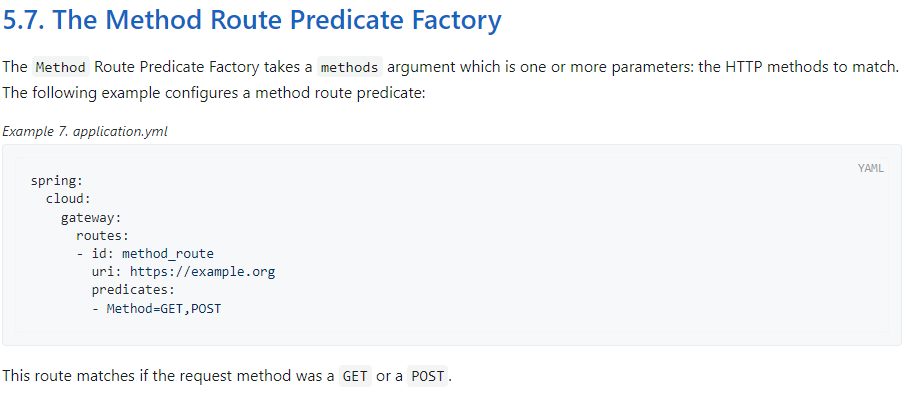 5.7. The Method Route Predicate Factory
The Method Route Predicate Factory takes a methods argument which is one or more parameters: the HTTP methods to match.
The following example configures a method route predicate:
Example 7. application.yml
YAML
spring:
  cloud:
    gateway:
      routes:
      - id: method_route
        uri: https://example.org
        predicates:
        - Method=GET,POST
This route matches if the request method was a GET or a POST.